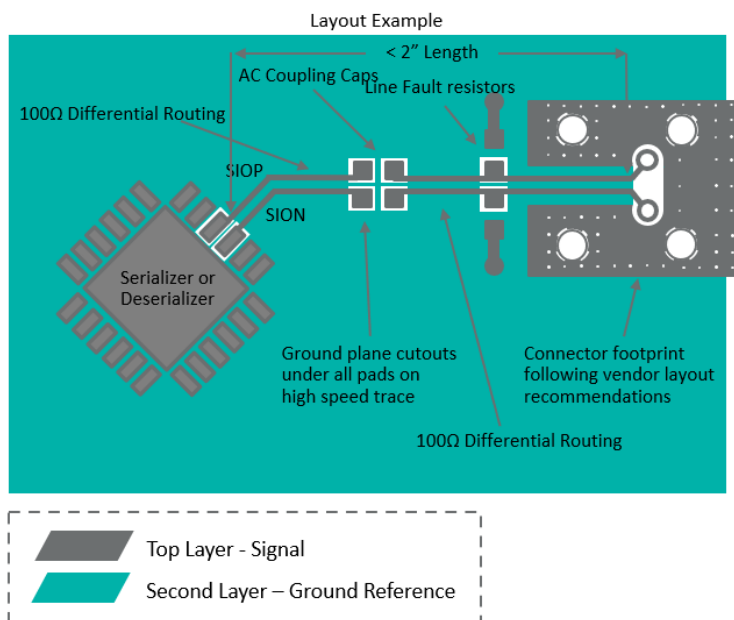 Layout Example
< 2” Length
AC Coupling Caps
Line Fault resistors
100Ω Differential Routing
SIOP
SION
Serializer or
Deserializer
Ground plane cutouts
under all pads on
high speed trace
Connector footprint
following vendor layout
recommendations
100Ω Differential Routing
Top Layer - Signal
Second Layer – Ground Reference